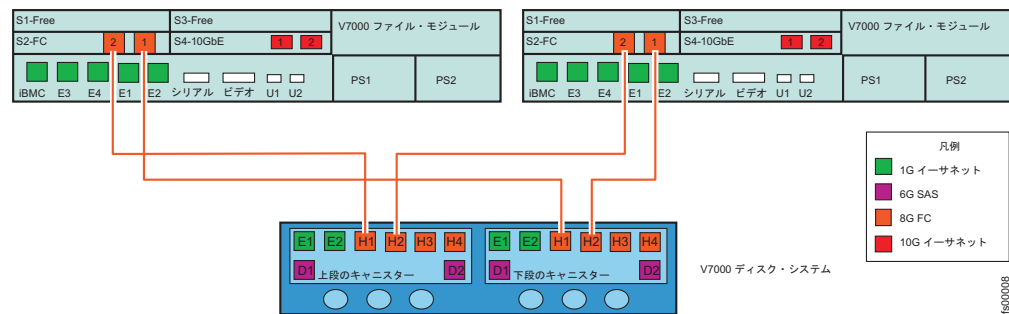 S1-Free S3-Free V7000 ファイル・モジュール
S2-FC 2 1 S4-10GbE 1 2
iBMC E3 E4 E1 E2 シリアル ビデオ U1 U2 PS1 PS2
S1-Free S3-Free V7000 ファイル・モジュール
S2-FC 2 1 S4-10GbE 1 2
iBMC E3 E4 E1 E2 シリアル ビデオ U1 U2 PS1 PS2
凡例
1G イーサネット
6G SAS
8G FC
10G イーサネット
E1 E2 H1 H2 H3 H4
D1 上段のキャニスター D2
E1 E2 H1 H2 H3 H4
D1 下段のキャニスター D2
V7000 ディスク・システム
fs00008